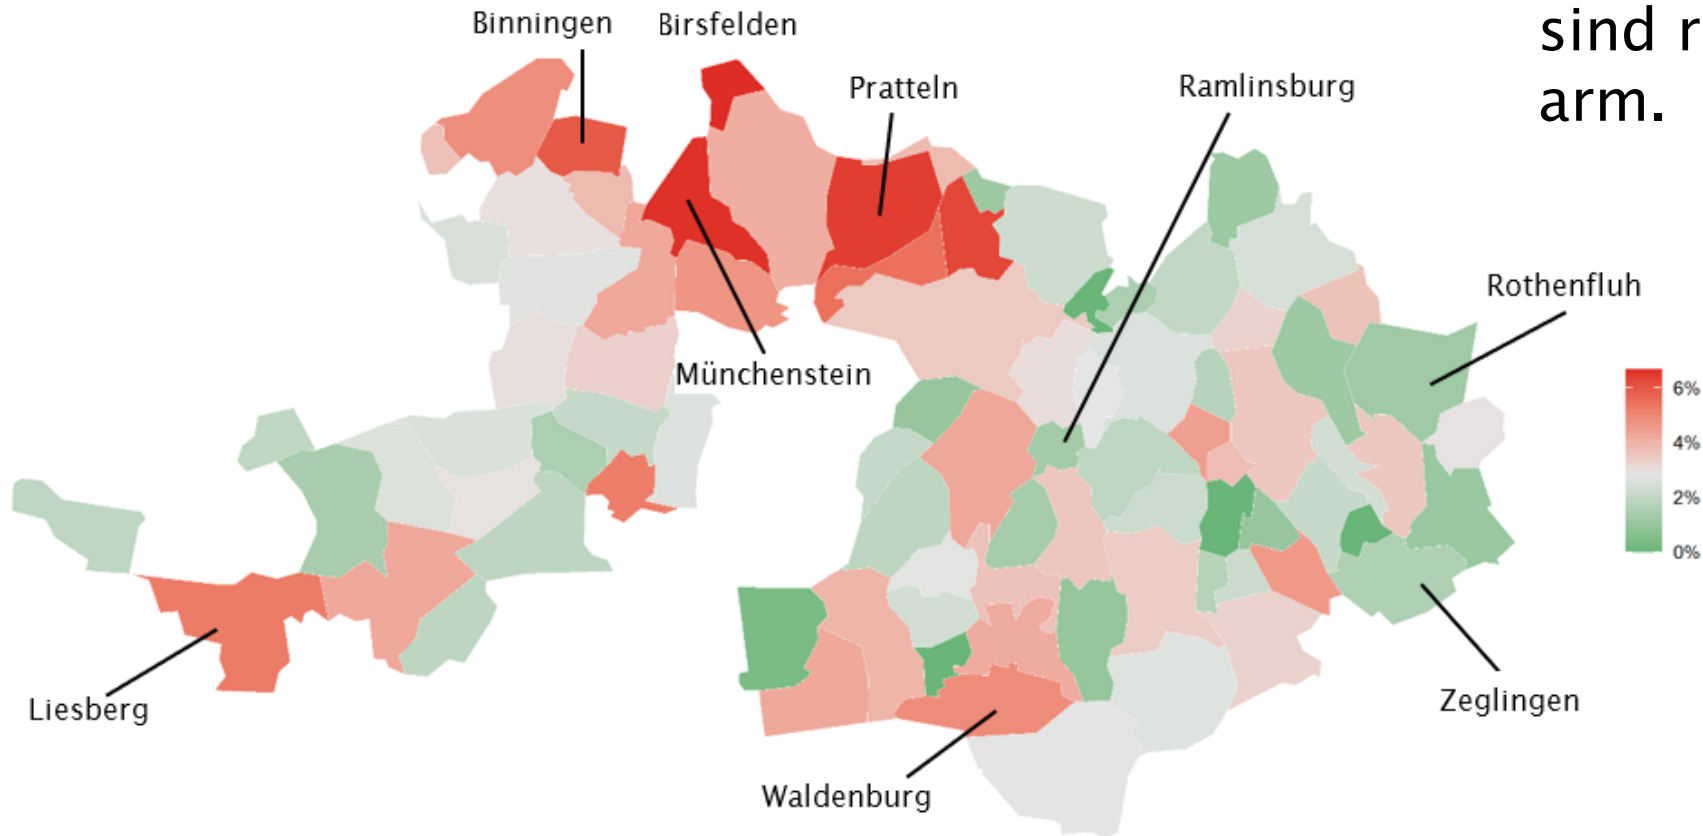 sind r
arm.
Binningen
Birsfelden
Pratteln
Ramlinsburg
Rothenfluh
Münchenstein
6%
4%
2%
0%
Liesberg
Zeglingen
Waldenburg